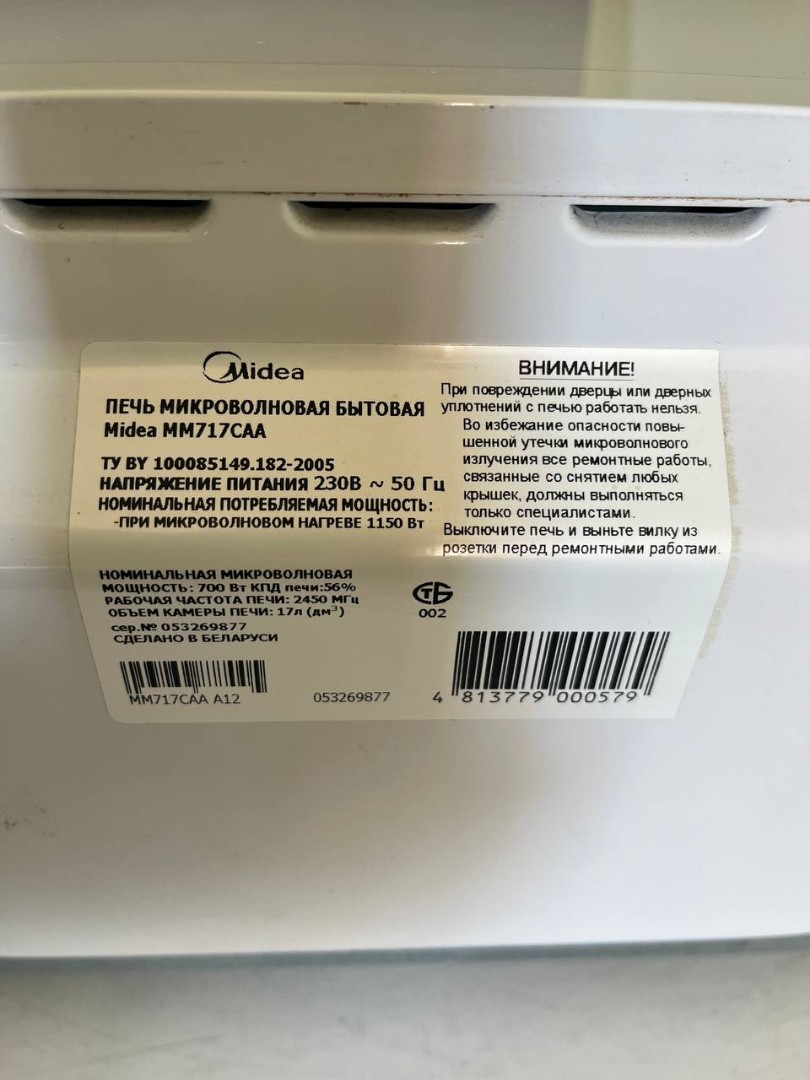 Midea
ПЕЧЬ МИКРОВОЛНОВАЯ БЫТОВАЯ
Midea MM717CAA
ТУ BY 100085149.182-2005
НАПРЯЖЕНИЕ ПИТАНИЯ 230В ~ 50 Гц
НОМИНАЛЬНАЯ ПОТРЕБЛЯЕМАЯ МОЩНОСТЬ:
-ПРИ МИКРОВОЛНОВОМ НАГРЕВЕ 1150 Вт
НОМИНАЛЬНАЯ МИКРОВОЛНОВАЯ
МОЩНОСТЬ: 700 Вт КПД печи:56%
РАБОЧАЯ ЧАСТОТА ПЕЧИ: 2450 МГц
ОБЪЕМ КАМЕРЫ ПЕЧИ: 17л (дм³)
сер.№ 053269877
СДЕЛАНО В БЕЛАРУСИ
MM717CAA A12
053269877
ВНИМАНИЕ!
При повреждении дверцы или дверных
уплотнений с печью работать нельзя.
Во избежание опасности повы-
шенной утечки микроволнового
излучения все ремонтные работы,
связанные со снятием любых
крышек, должны выполняться
только специалистами.
Выключите печь и выньте вилку из
розетки перед ремонтными работами.
СТБ
002
4 813779 000579